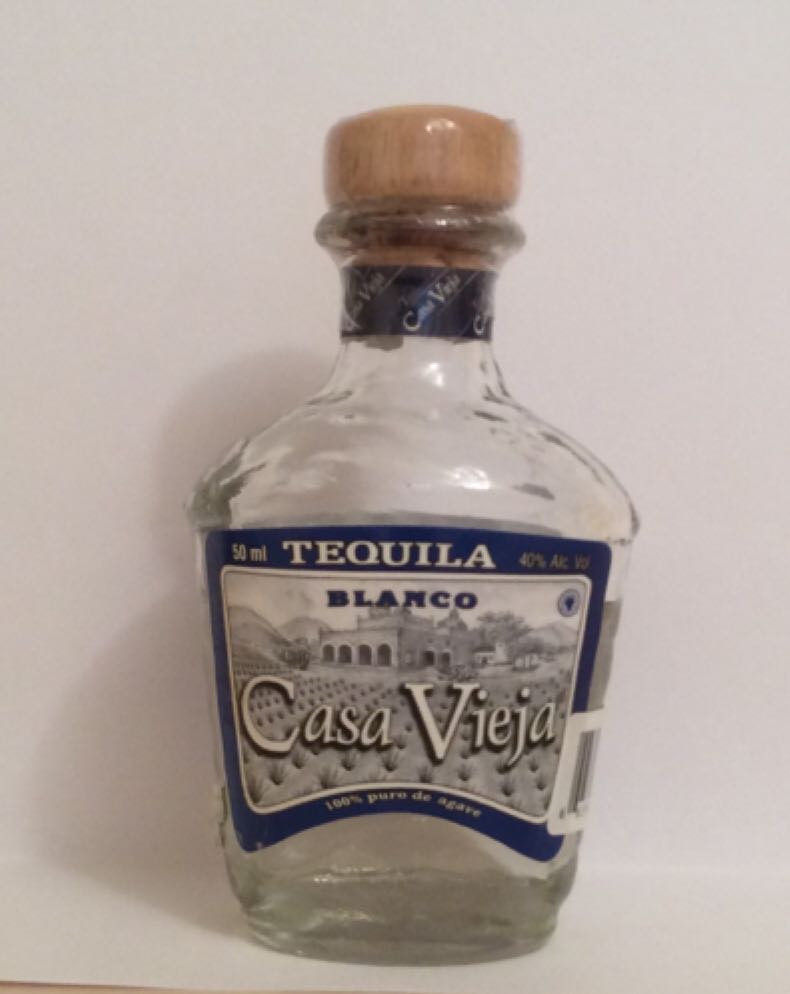 Casa Vieja
50 ml TEQUILA 40% Alc. Vol
BLANCO
Casa Vieja
100% puro de agave